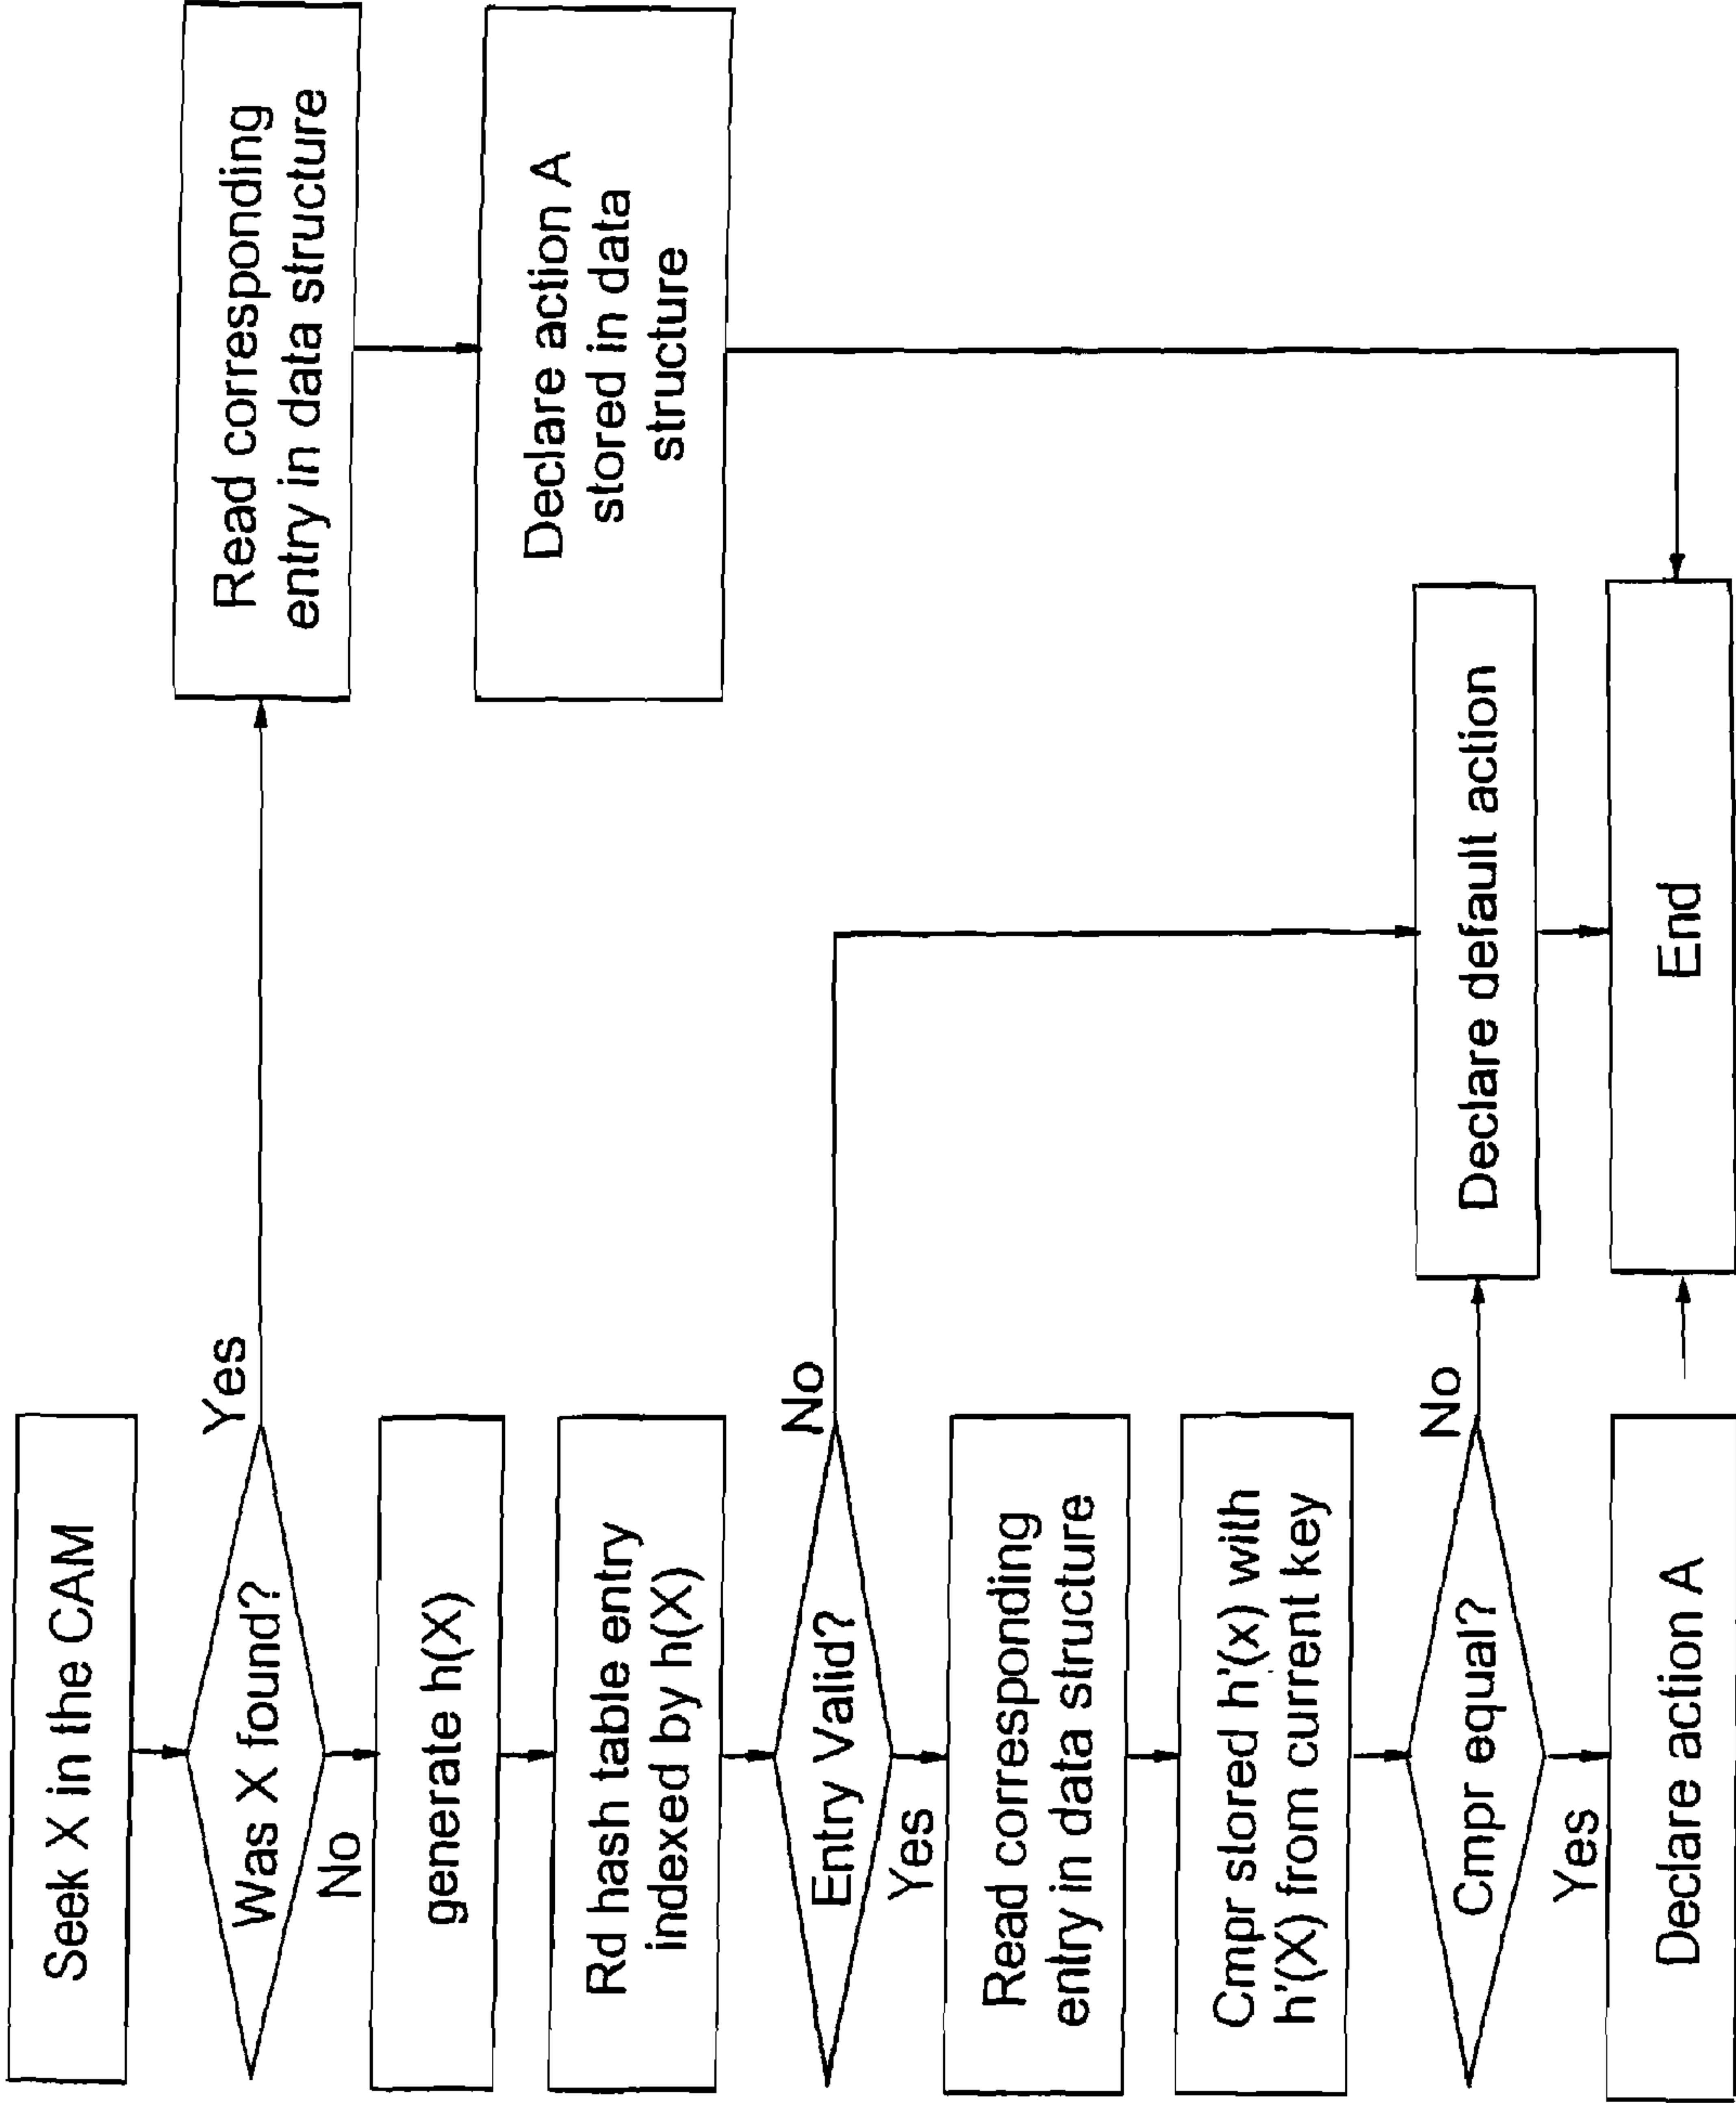 Seek X in the CAM
Was X found?
Yes
No
Read corresponding
entry in data structure
Declare action A
stored in data
structure
generate h(X)
Rd hash table entry
indexed by h(X)
Entry Valid?
No
Yes
Read corresponding
entry in data structure
Cmpr stored h'(x) with
h'(X) from current key
Cmpr equal?
No
Yes
Declare default action
Declare action A
End